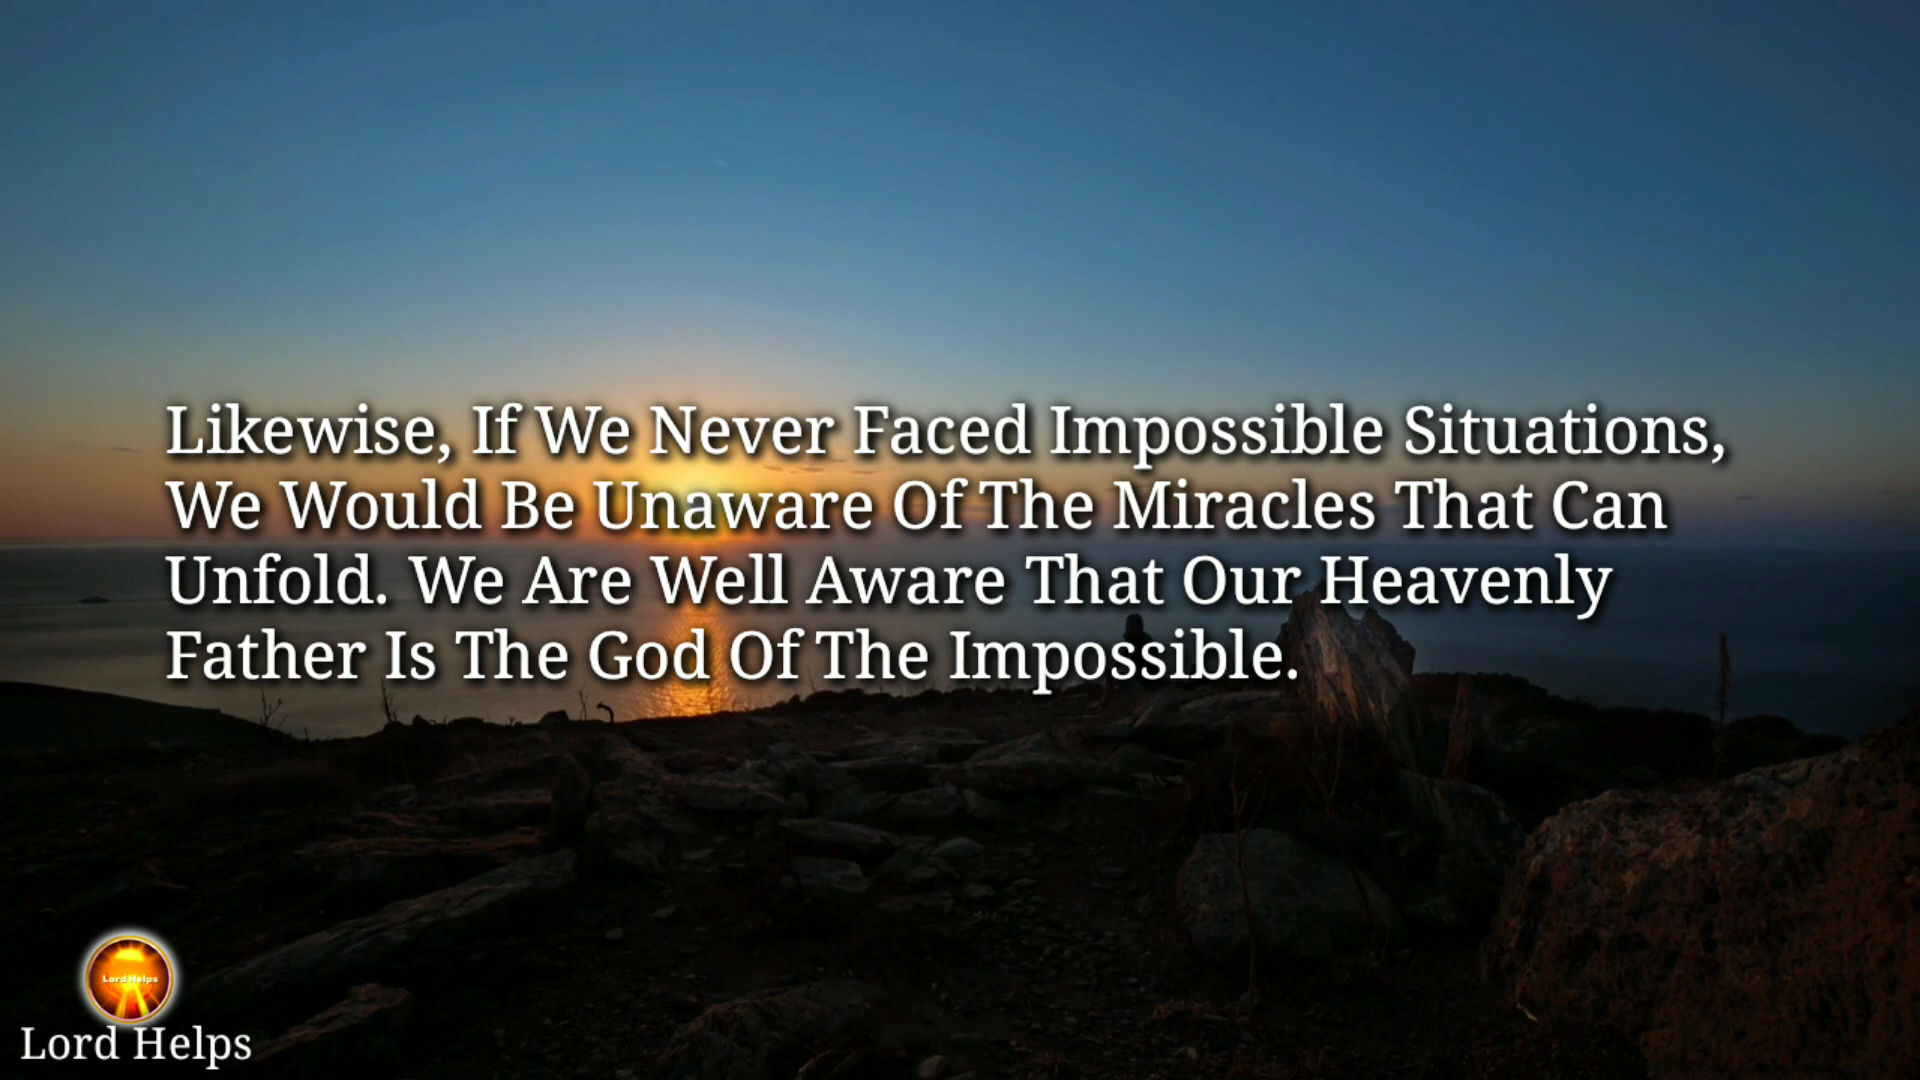 Likewise, If We Never Faced Impossible Situations,
We Would Be Unaware Of The Miracles That Can
Unfold. We Are Well Aware That Our Heavenly
Father Is The God Of The Impossible.
Lord Helps
Lord Helps